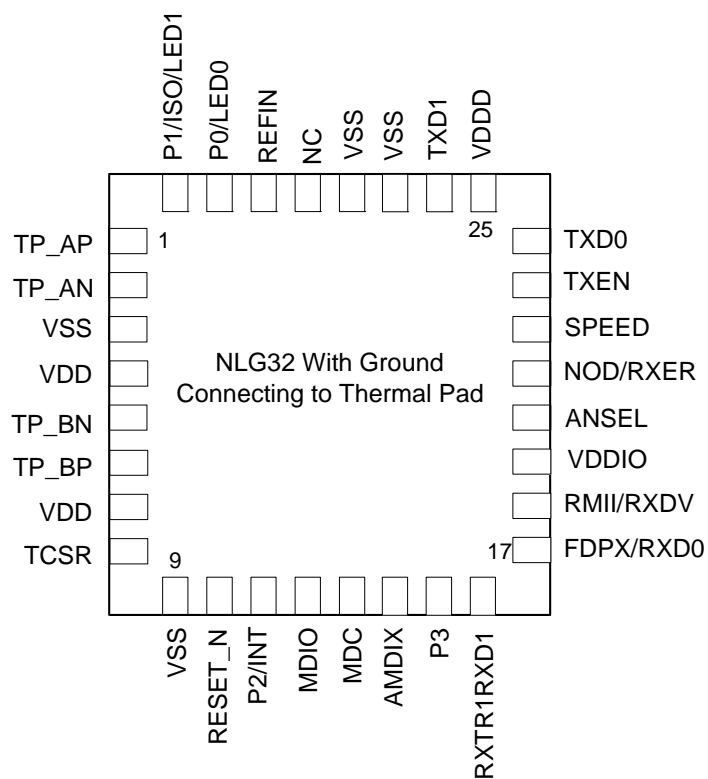 P1/ISO/LED1
P0/LED0
REFIN
NC
VSS
VSS
TXD1
VDDD
1
25
TP_AP
TP_AN
VSS
VDD
TP_BN
TP_BP
VDD
TCSR
NLG32 With Ground
Connecting to Thermal Pad
TXD0
TXEN
SPEED
NOD/RXER
ANSEL
VDDIO
RMII/RXDV
FDPX/RXD0
9
17
VSS
RESET_N
P2/INT
MDIO
MDC
AMDIX
P3
RXTR1RXD1